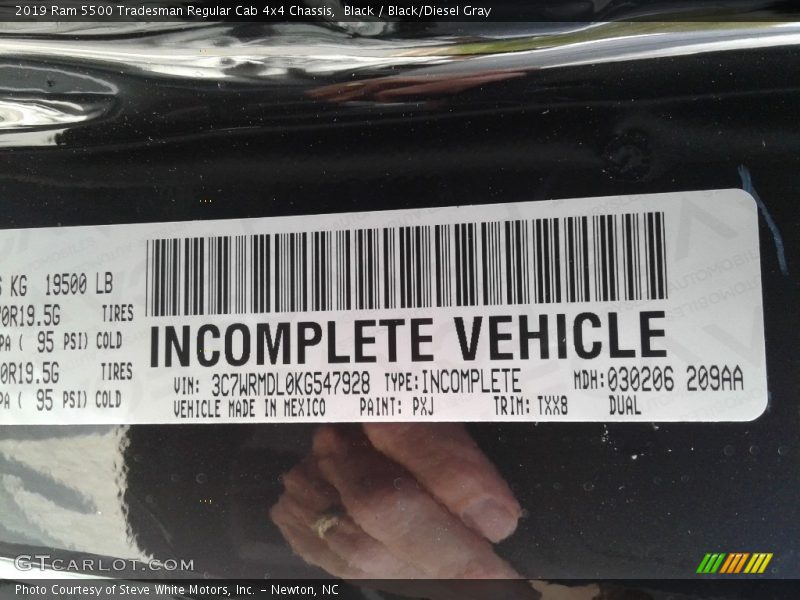 2019 Ram 5500 Tradesman Regular Cab 4x4 Chassis, Black / Black/Diesel Gray
KG 19500 LB
0R19.5G TIRES
PA ( 95 PSI) COLD
0R19.5G TIRES
PA ( 95 PSI) COLD
INCOMPLETE VEHICLE
VIN: 3C7WRMDL0KG547928 TYPE:INCOMPLETE MDH:030206 209AA
VEHICLE MADE IN MEXICO PAINT: PXJ TRIM: TXX8 DUAL
GTCARLOT.COM
Photo Courtesy of Steve White Motors, Inc. – Newton, NC